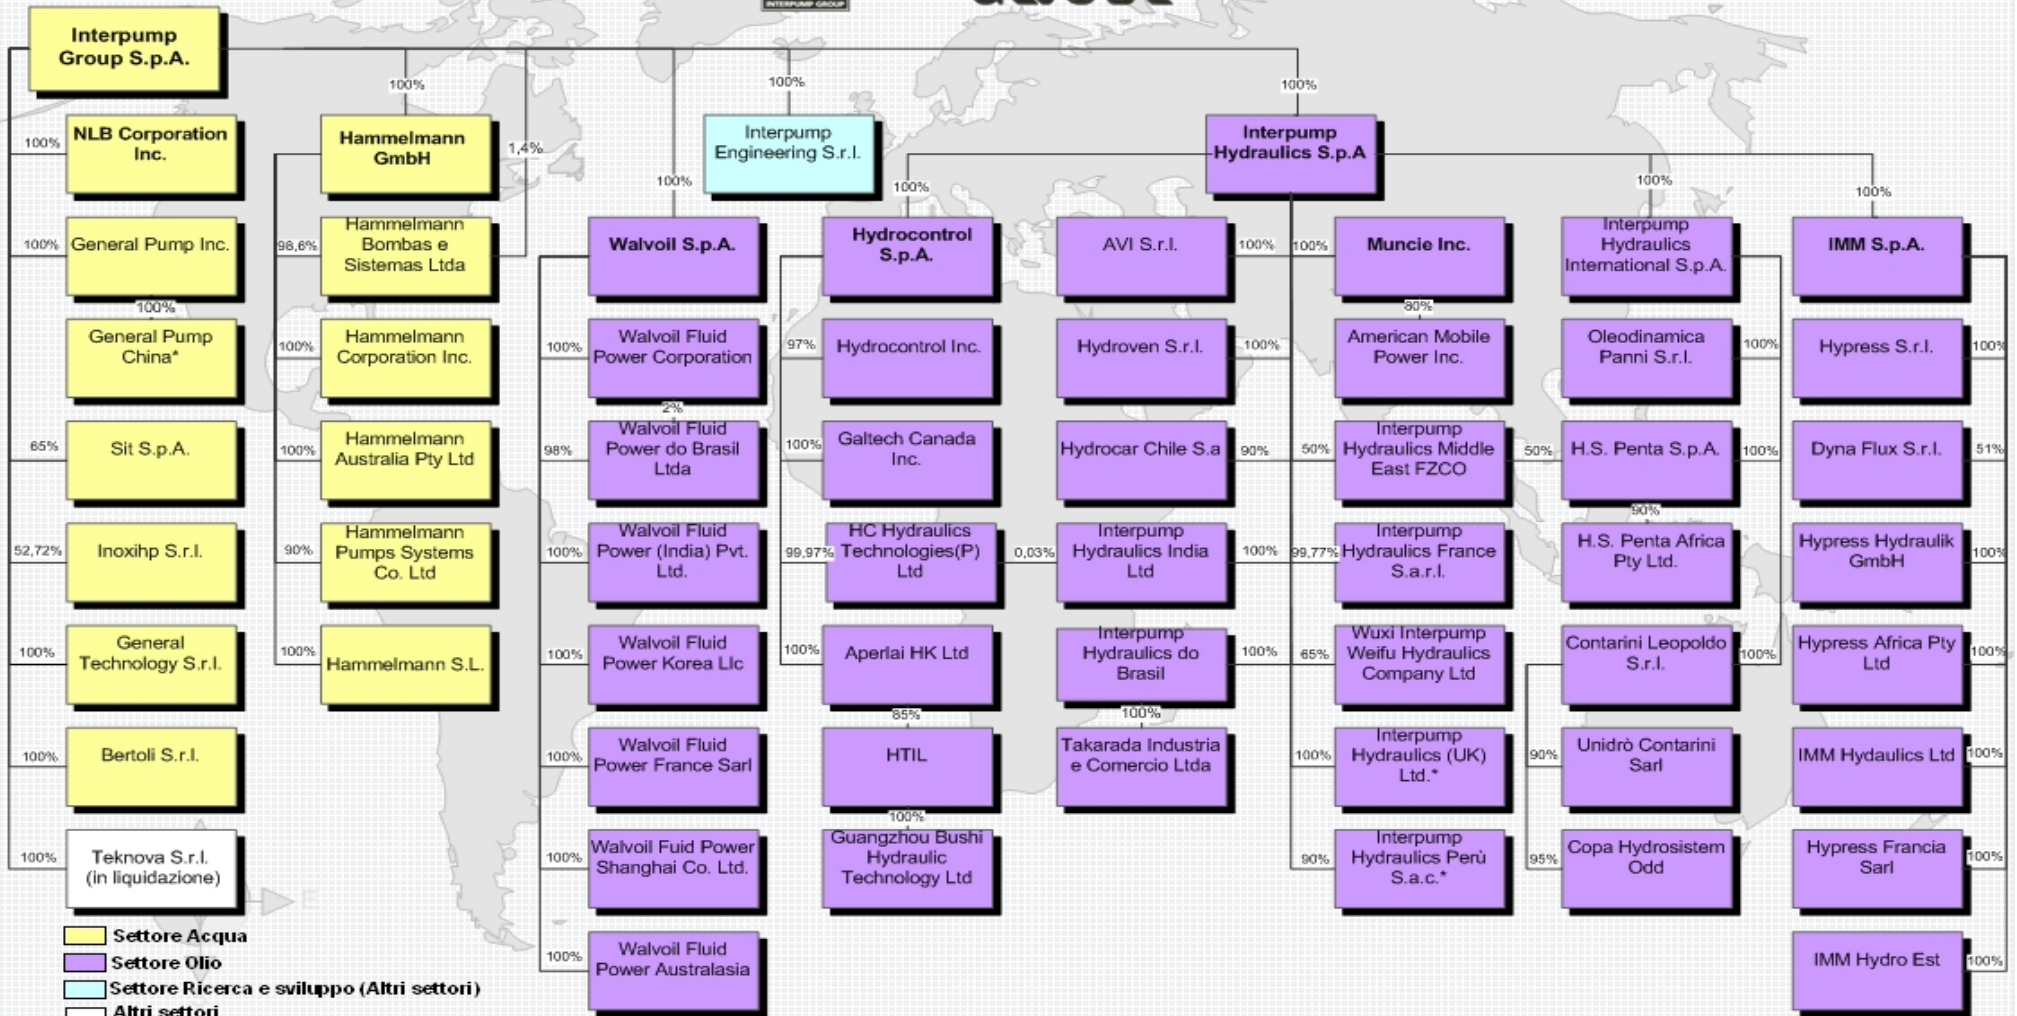 INTERPUMP GROUP
Interpump
Group S.p.A.
100%
100%
100%
NLB Corporation
Inc.
100%
Hammelmann
GmbH
1,4%
100%
Interpump
Engineering S.r.l.
100%
Interpump
Hydraulics S.p.A
100%
100%
General Pump Inc.
100%
Hammelmann
Bombas e
Sistemas Ltda
98,6%
Walvoil S.p.A.
Hydrocontrol
S.p.A.
AVI S.r.l.
100%
100%
Muncie Inc.
Interpump
Hydraulics
International S.p.A.
IMM S.p.A.
100%
General Pump
China*
100%
Hammelmann
Corporation Inc.
100%
Walvoil Fluid
Power Corporation
97%
Hydrocontrol Inc.
Hydroven S.r.l.
100%
80%
American Mobile
Power Inc.
Oleodinamica
Panni S.r.l.
100%
Hypress S.r.l.
100%
65%
Sit S.p.A.
100%
Hammelmann
Australia Pty Ltd
2%
98%
Walvoil Fluid
Power do Brasil
Ltda
100%
Galtech Canada
Inc.
Hydrocar Chile S.a
90%
50%
Interpump
Hydraulics Middle
East FZCO
50%
H.S. Penta S.p.A.
100%
Dyna Flux S.r.l.
51%
52,72%
Inoxihp S.r.l.
90%
Hammelmann
Pumps Systems
Co. Ltd
100%
Walvoil Fluid
Power (India) Pvt.
Ltd.
99,97%
HC Hydraulics
Technologies(P)
Ltd
0,03%
Interpump
Hydraulics India
Ltd
100%
99,77%
Interpump
Hydraulics France
S.a.r.l.
90%
H.S. Penta Africa
Pty Ltd.
Hypress Hydraulik
GmbH
100%
100%
General
Technology S.r.l.
100%
Hammelmann S.L.
100%
Walvoil Fluid
Power Korea Llc
100%
Aperlai HK Ltd
Interpump
Hydraulics do
Brasil
100%
65%
Wuxi Interpump
Weifu Hydraulics
Company Ltd
Contarini Leopoldo
S.r.l.
100%
Hypress Africa Pty
Ltd
100%
100%
Bertoli S.r.l.
100%
Walvoil Fluid
Power France Sarl
85%
HTIL
100%
Takarada Industria
e Comercio Ltda
100%
Interpump
Hydraulics (UK)
Ltd.*
90%
Unidrò Contarini
Sarl
IMM Hydaulics Ltd
100%
100%
Teknova S.r.l.
(in liquidazione)
100%
Walvoil Fuid Power
Shanghai Co. Ltd.
100%
Guangzhou Bushi
Hydraulic
Technology Ltd
90%
Interpump
Hydraulics Perù
S.a.c.*
95%
Copa Hydrosistem
Odd
Hypress Francia
Sarl
100%
E
100%
Walvoil Fluid
Power Australasia
IMM Hydro Est
100%
Settore Acqua
Settore Olio
Settore Ricerca e sviluppo (Altri settori)
Altri settori